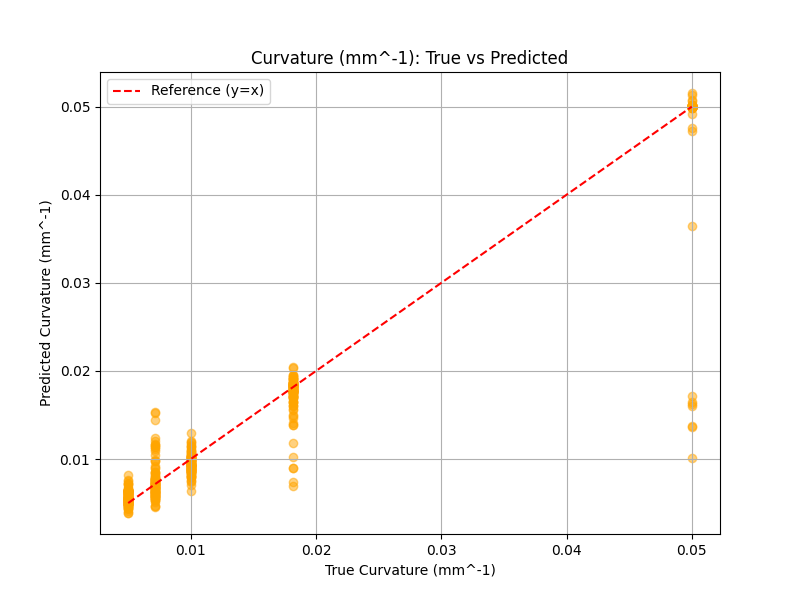 Curvature (mm^-1): True vs Predicted
Reference (y=x)
0.05
0.04
0.03
0.02
0.01
Predicted Curvature (mm^-1)
0.01 0.02 0.03 0.04 0.05
True Curvature (mm^-1)